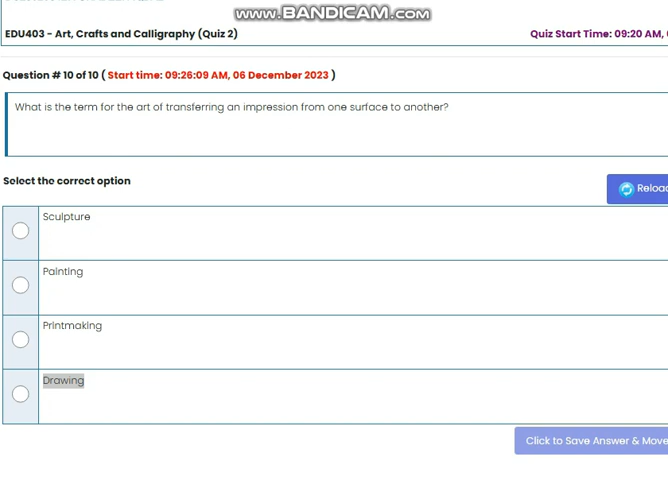 WWW.BANDICAM.COM
EDU403 - Art, Crafts and Calligraphy (Quiz 2)
Quiz Start Time: 09:20 AM,
Question # 10 of 10 ( Start time: 09:26:09 AM, 06 December 2023 )
What is the term for the art of transferring an impression from one surface to another?
Select the correct option
Reload
Sculpture
Painting
Printmaking
Drawing
Click to Save Answer & Move